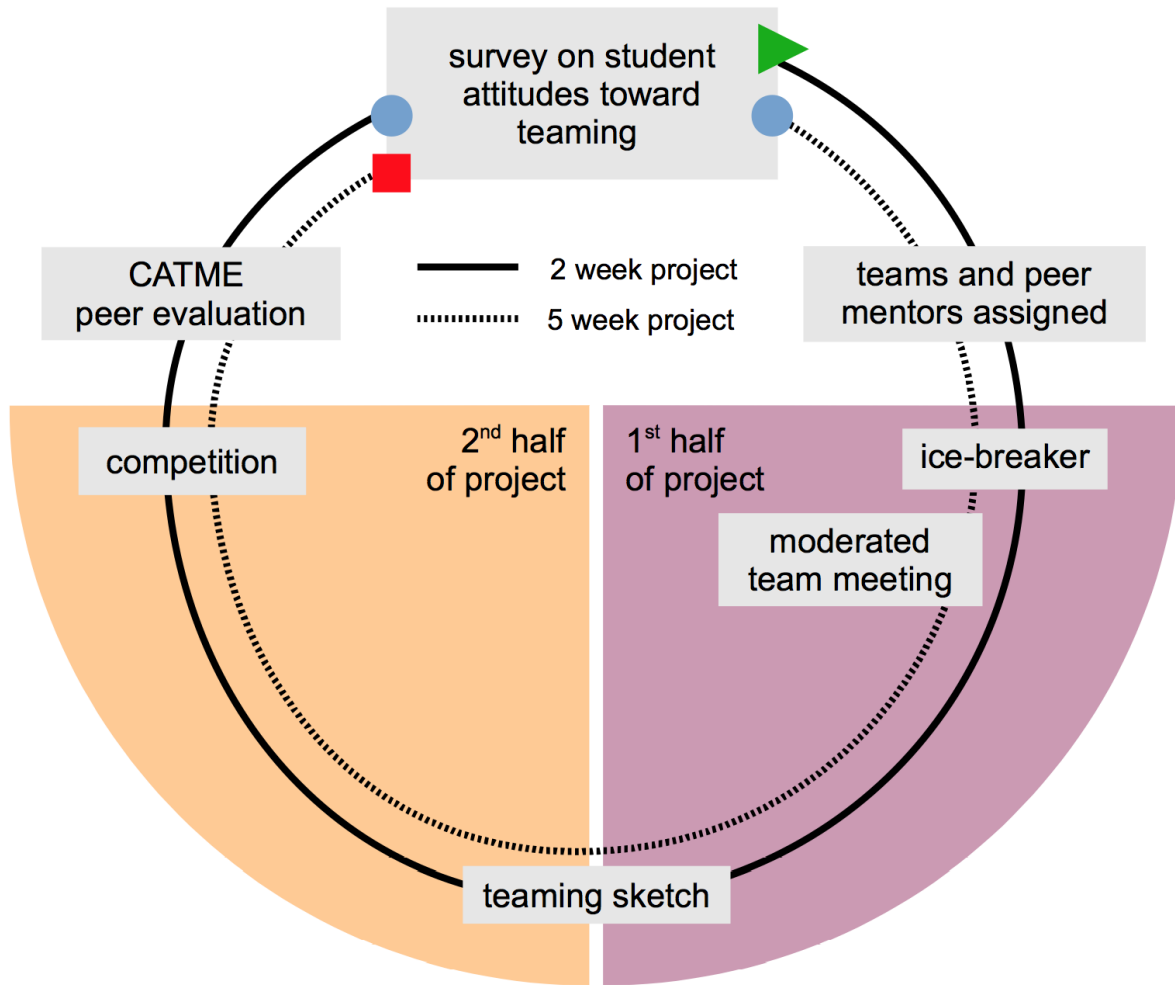 survey on student
attitudes toward
teaming
CATME
peer evaluation
2 week project
5 week project
teams and peer
mentors assigned
competition
2nd half
of project
1st half
of project
ice-breaker
moderated
team meeting
teaming sketch